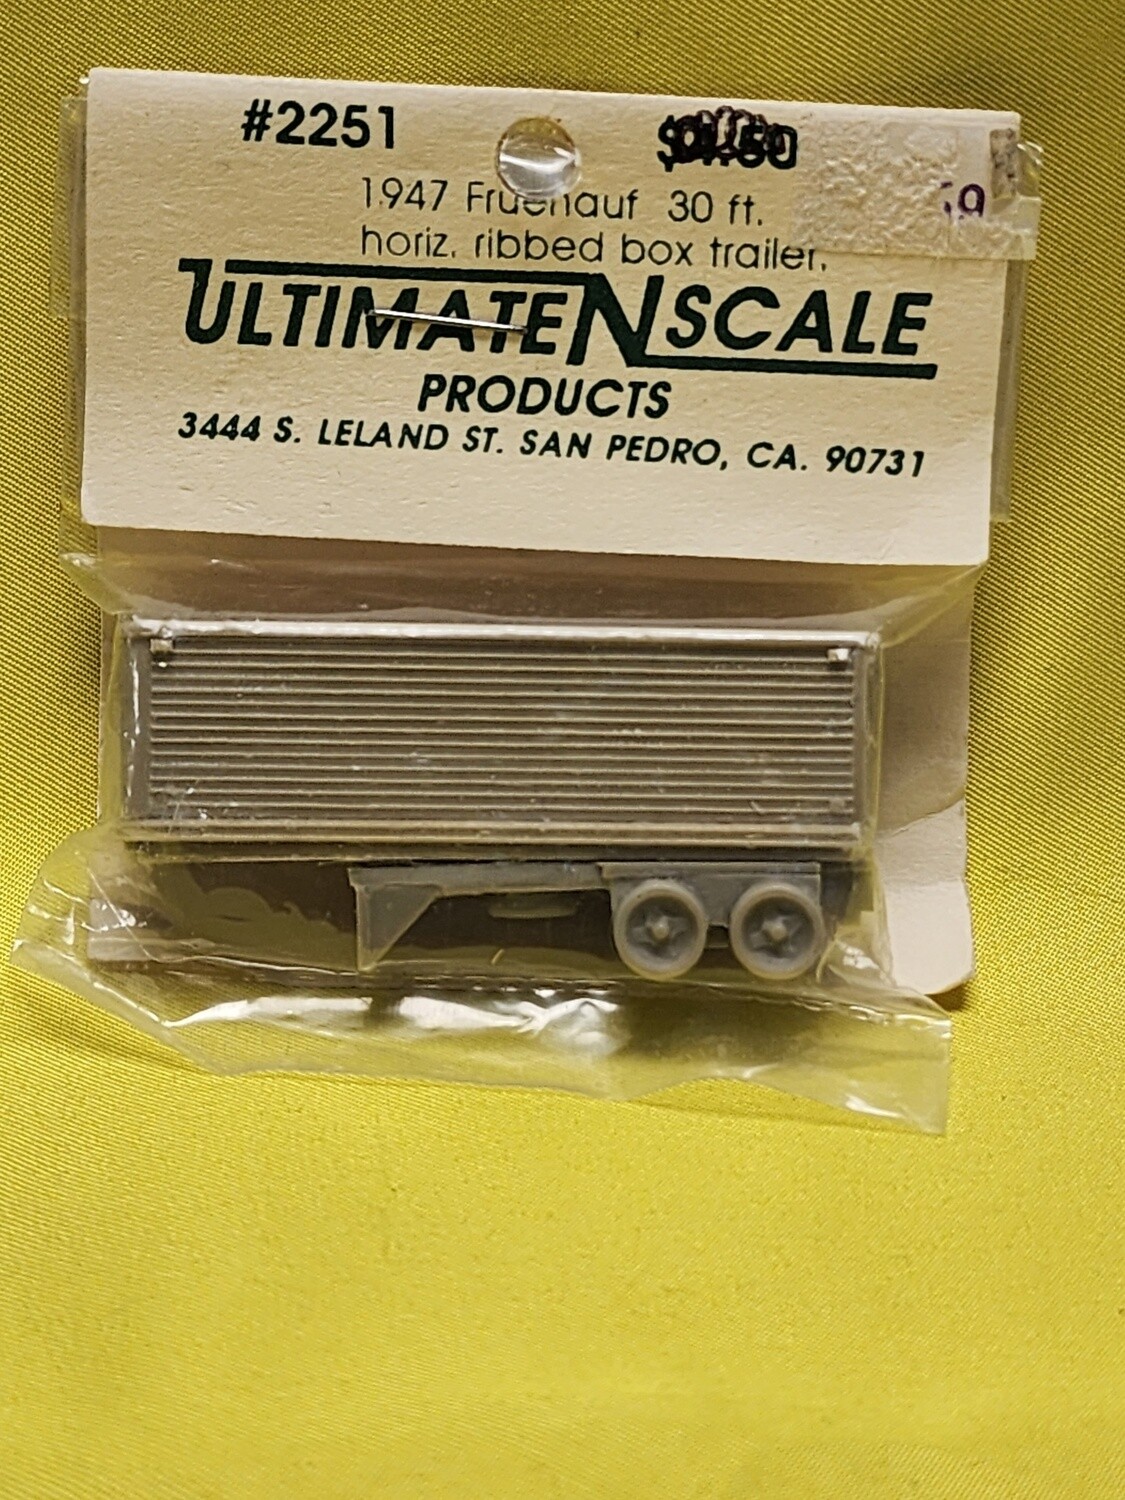 #2251
1947 Fruehauf 30 ft.
horiz. ribbed box trailer.
ULTIMATE N SCALE
PRODUCTS
3444 S. LELAND ST. SAN PEDRO, CA. 90731